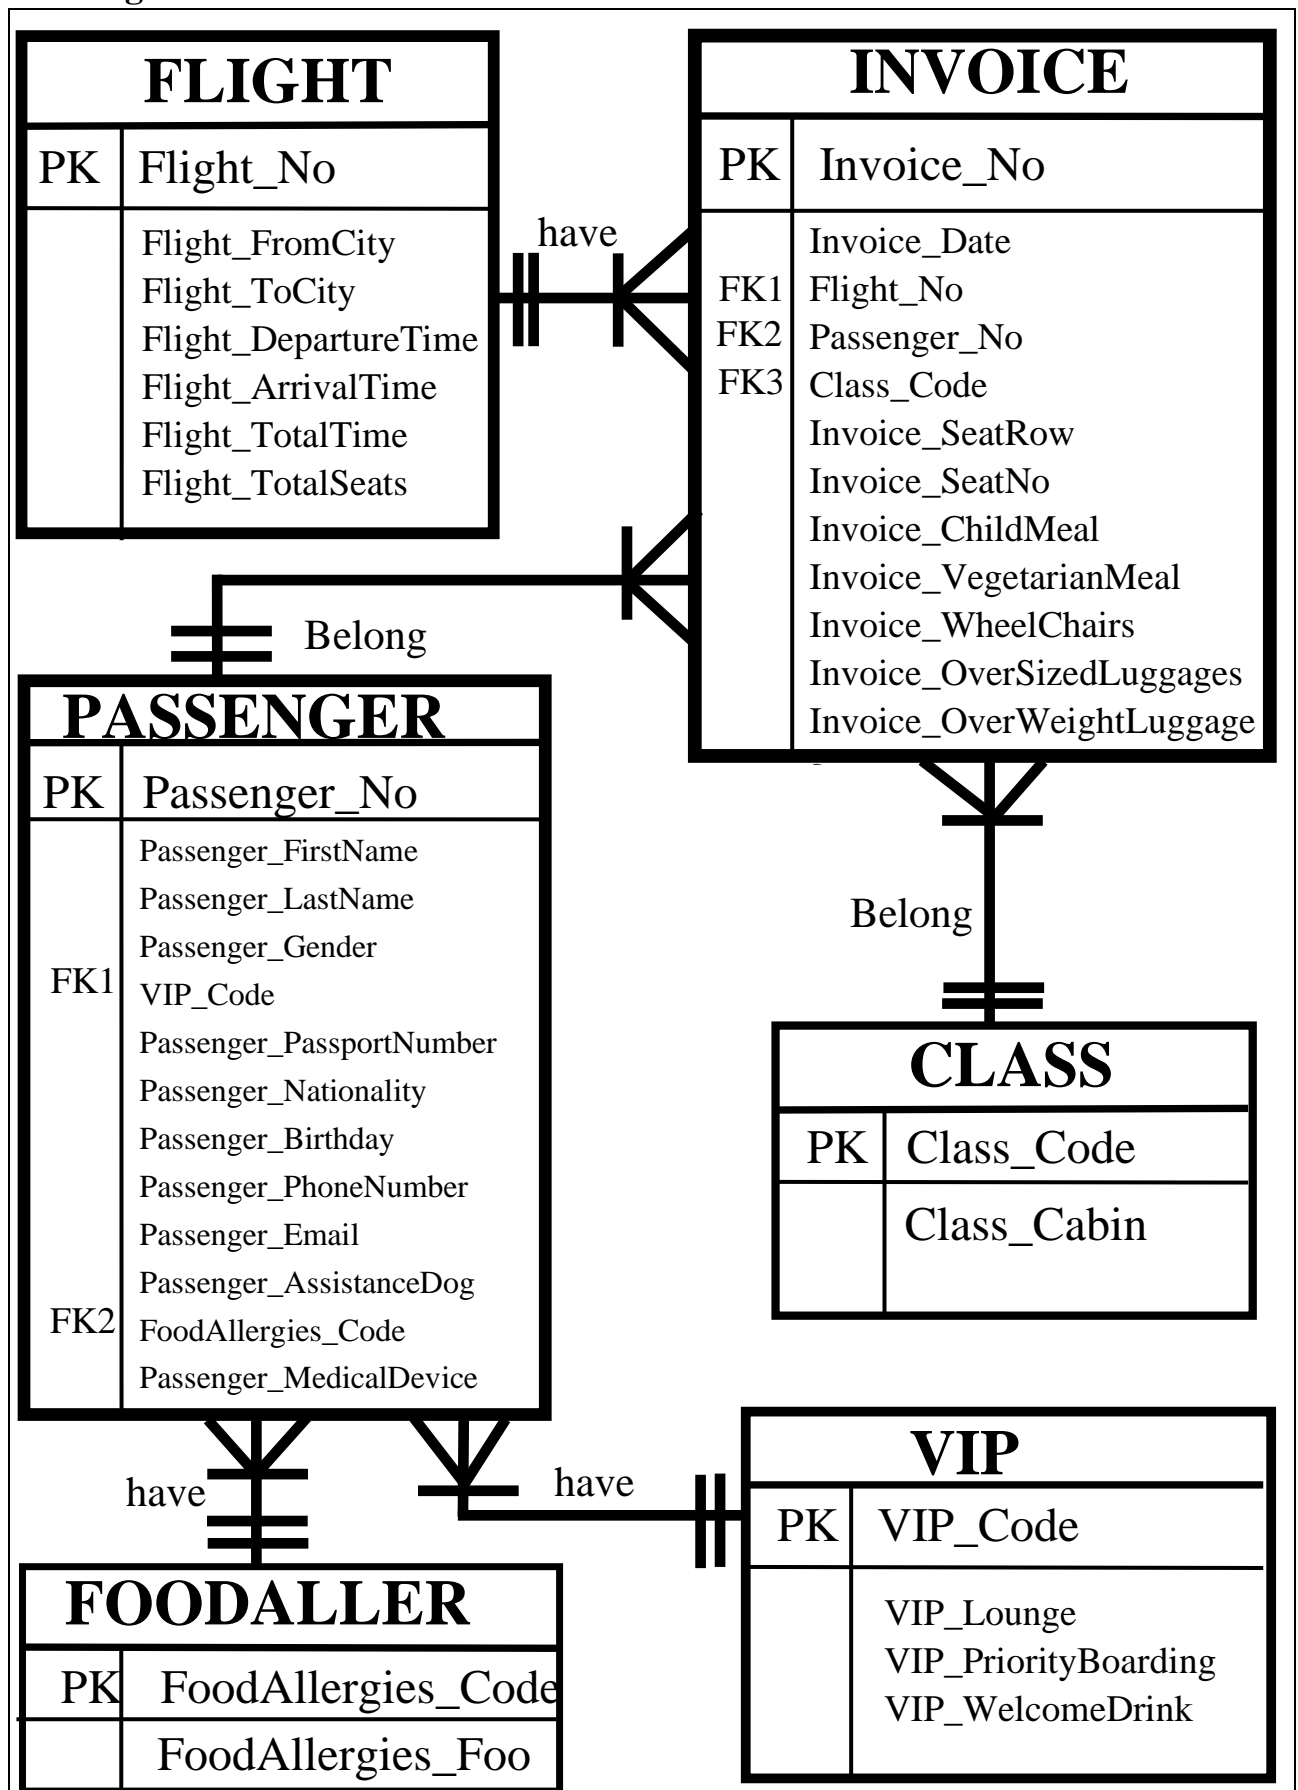 FLIGHT
PK Flight_No
Flight_FromCity
Flight_ToCity
Flight_DepartureTime
Flight_ArrivalTime
Flight_TotalTime
Flight_TotalSeats
have
INVOICE
PK Invoice_No
Invoice_Date
FK1 Flight_No
FK2 Passenger_No
FK3 Class_Code
Invoice_SeatRow
Invoice_SeatNo
Invoice_ChildMeal
Invoice_VegetarianMeal
Invoice_WheelChairs
Invoice_OverSizedLuggages
Invoice_OverWeightLuggage
Belong
PASSENGER
PK Passenger_No
Passenger_FirstName
Passenger_LastName
Passenger_Gender
FK1 VIP_Code
Passenger_PassportNumber
Passenger_Nationality
Passenger_Birthday
Passenger_PhoneNumber
Passenger_Email
Passenger_AssistanceDog
FK2 FoodAllergies_Code
Passenger_MedicalDevice
Belong
CLASS
PK Class_Code
Class_Cabin
have
have
VIP
PK VIP_Code
VIP_Lounge
VIP_PriorityBoarding
VIP_WelcomeDrink
FOODALLER
PK FoodAllergies_Code
FoodAllergies_Foo